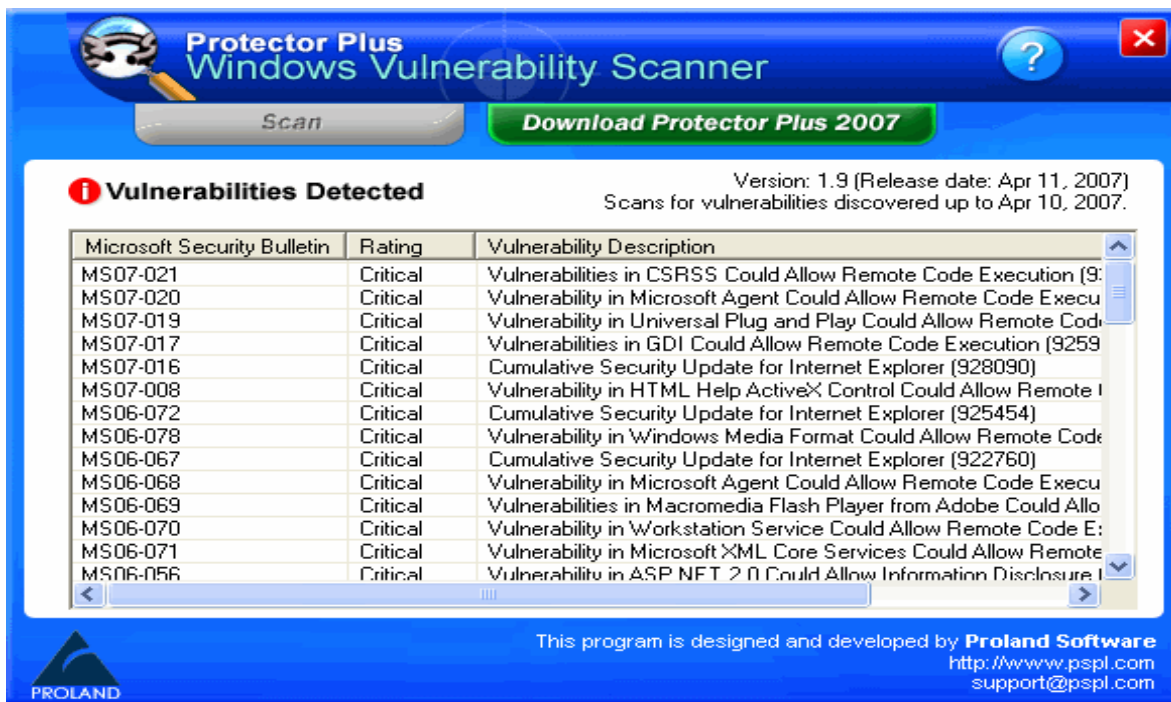 Protector Plus
Windows Vulnerability Scanner
?
Scan
Download Protector Plus 2007
Vulnerabilities Detected
Version: 1.9 (Release date: Apr 11, 2007)
Scans for vulnerabilities discovered up to Apr 10, 2007.
Microsoft Security Bulletin Rating Vulnerability Description
MS07-021 Critical Vulnerabilities in CSRSS Could Allow Remote Code Execution (9
MS07-020 Critical Vulnerability in Microsoft Agent Could Allow Remote Code Execu
MS07-019 Critical Vulnerability in Universal Plug and Play Could Allow Remote Cod
MS07-017 Critical Vulnerabilities in GDI Could Allow Remote Code Execution (9259
MS07-016 Critical Cumulative Security Update for Internet Explorer (928090)
MS07-008 Critical Vulnerability in HTML Help ActiveX Control Could Allow Remote
MS06-072 Critical Cumulative Security Update for Internet Explorer (925454)
MS06-078 Critical Vulnerability in Windows Media Format Could Allow Remote Code
MS06-067 Critical Cumulative Security Update for Internet Explorer (922760)
MS06-068 Critical Vulnerability in Microsoft Agent Could Allow Remote Code Execu
MS06-069 Critical Vulnerabilities in Macromedia Flash Player from Adobe Could Allo
MS06-070 Critical Vulnerability in Workstation Service Could Allow Remote Code E
MS06-071 Critical Vulnerability in Microsoft XML Core Services Could Allow Remote
MS06-056 Critical Vulnerability in ASP.NET 2.0 Could Allow Information Disclosure
This program is designed and developed by Proland Software
http://www.pspl.com
support@pspl.com
PROLAND